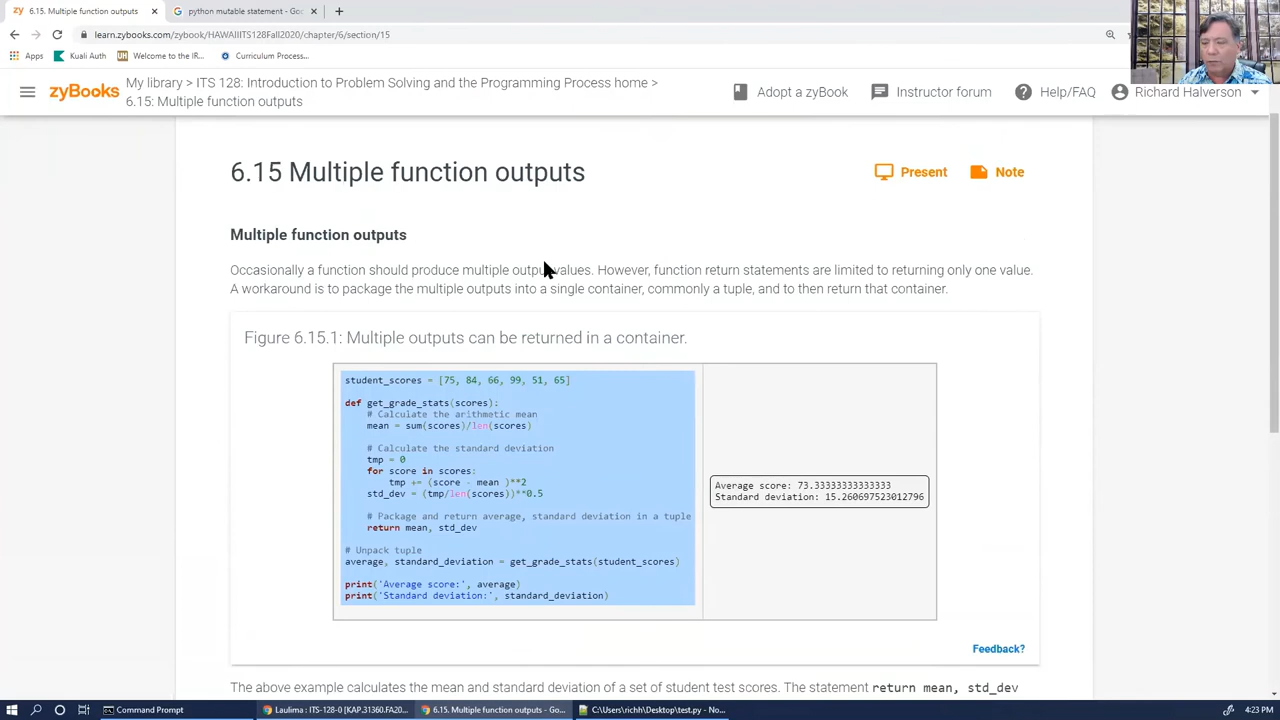 6.15. Multiple function outputs
python mutable statement - Goo
learn.zybooks.com/zybook/HAWAIIITS128Fall2020/chapter/6/section/15
Apps
Kuali Auth
Welcome to the IR...
Curriculum Process...
zyBooks
My library > ITS 128: Introduction to Problem Solving and the Programming Process home >
6.15: Multiple function outputs
Adopt a zyBook
Instructor forum
Help/FAQ
Richard Halverson
6.15 Multiple function outputs
Present
Note
Multiple function outputs
Occasionally a function should produce multiple output values. However, function return statements are limited to returning only one value.
A workaround is to package the multiple outputs into a single container, commonly a tuple, and to then return that container.
Figure 6.15.1: Multiple outputs can be returned in a container.
student_scores = [75, 84, 66, 99, 51, 65]
def get_grade_stats(scores):
# Calculate the arithmetic mean
mean = sum(scores)/len(scores)
# Calculate the standard deviation
tmp = 0
for score in scores:
tmp += (score - mean )**2
std_dev = (tmp/len(scores))**0.5
# Package and return average, standard deviation in a tuple
return mean, std_dev
# Unpack tuple
average, standard_deviation = get_grade_stats(student_scores)
print('Average score:', average)
print('Standard deviation:', standard_deviation)
Average score: 73.33333333333333
Standard deviation: 15.260697523012796
Feedback?
The above example calculates the mean and standard deviation of a set of student test scores. The statement return mean, std_dev
Command Prompt
Laulima : ITS-128-0 [KAP.31360.FA20...
6.15. Multiple function outputs - Go...
C:\Users\richh\Desktop\test.py - No...
4:23 PM